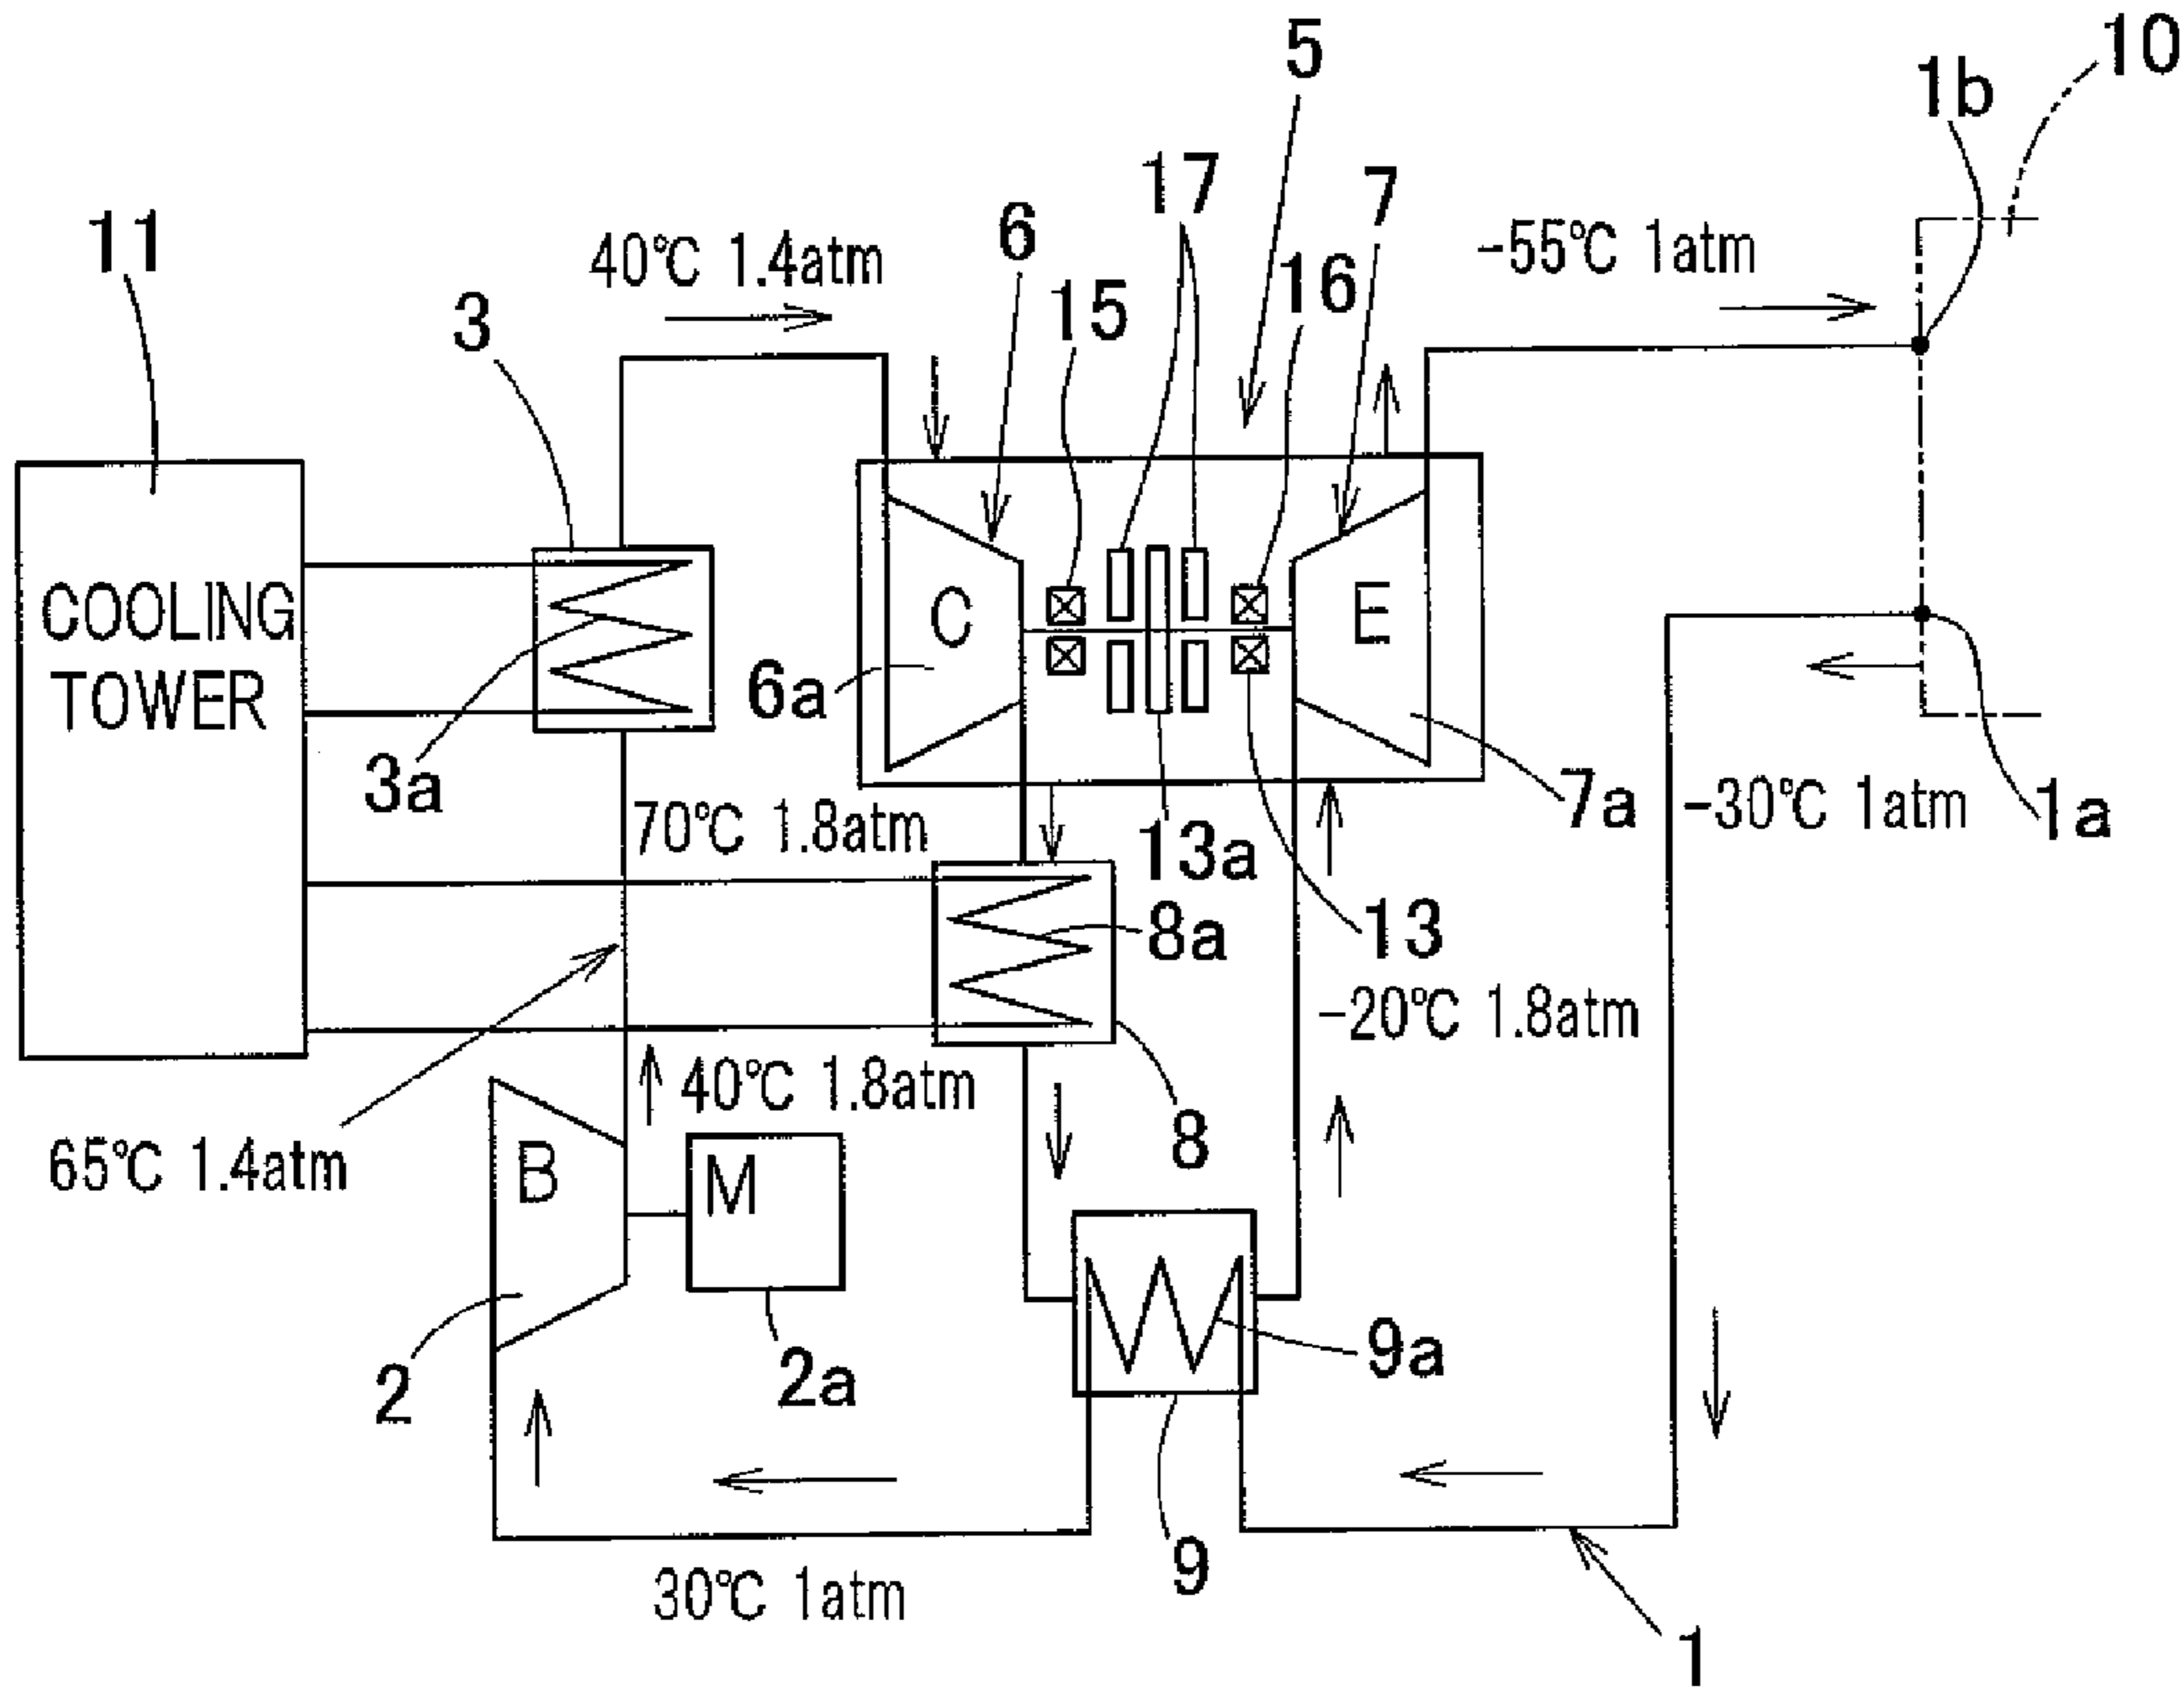 10
5
1b
17
7
11
6
40℃ 1.4atm
-55℃ 1atm
16
15
3
COOLING
TOWER
C
E
6a
3a
7a
-30℃ 1atm
1a
70℃ 1.8atm
13a
8a
13
-20℃ 1.8atm
40℃ 1.8atm
8
65℃ 1.4atm
B
M
9a
2a
2
9
30℃ 1atm
1